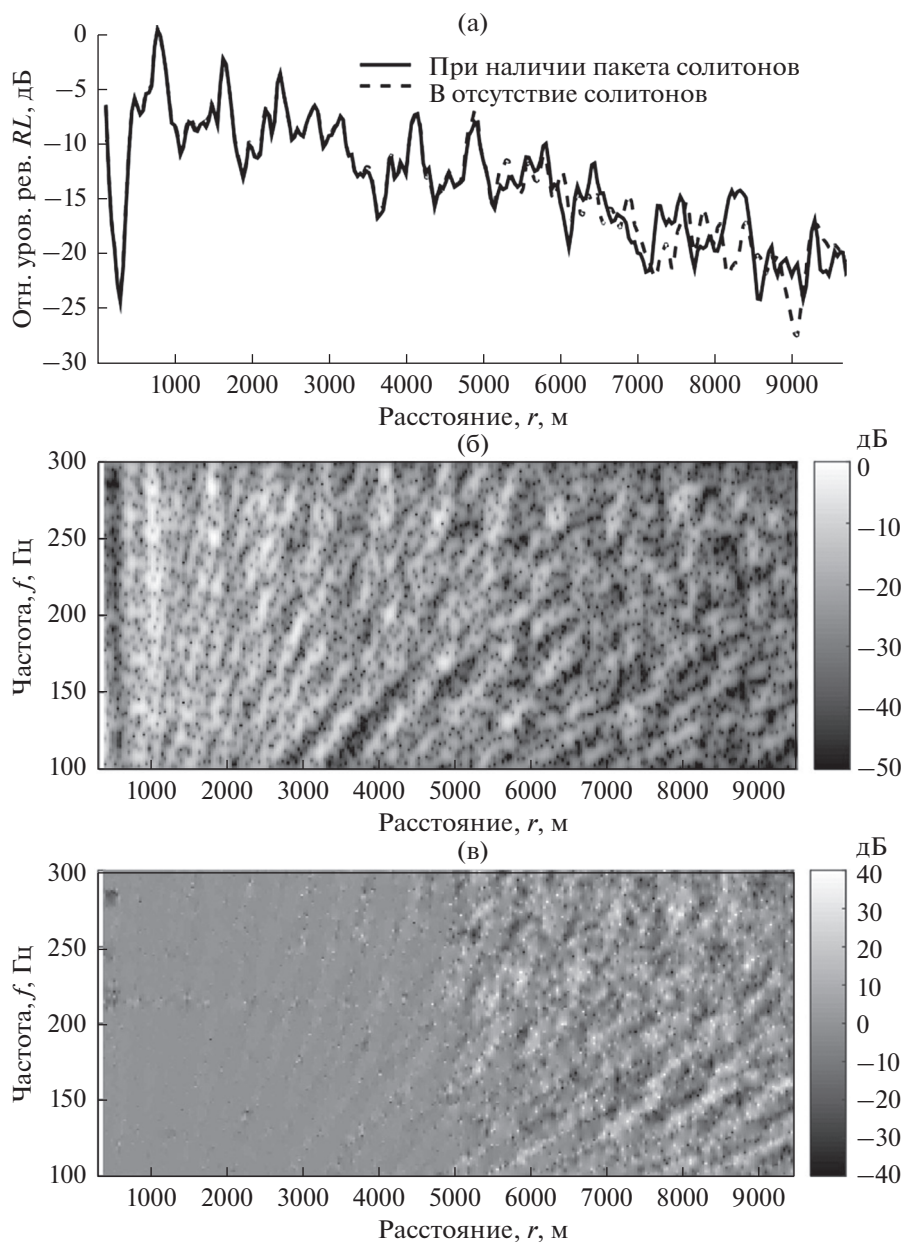 (а)
При наличии пакета солитонов
В отсутствие солитонов
Отн. уров. рев. RL, дБ
0
−5
−10
−15
−20
−25
−30
1000 2000 3000 4000 5000 6000 7000 8000 9000
Расстояние, r, м
(б)
дБ
Частота, f, Гц
300
250
200
150
100
0
−10
−20
−30
−40
−50
1000 2000 3000 4000 5000 6000 7000 8000 9000
Расстояние, r, м
(в)
дБ
Частота, f, Гц
300
250
200
150
100
40
30
20
10
0
−10
−20
−30
−40
1000 2000 3000 4000 5000 6000 7000 8000 9000
Расстояние, r, м